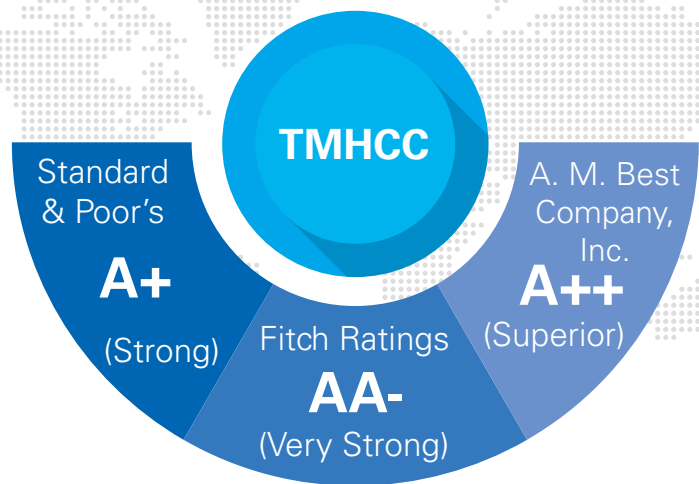 TMHCC
Standard
& Poor’s
A+
(Strong)
Fitch Ratings
AA-
(Very Strong)
A. M. Best
Company,
Inc.
A++
(Superior)